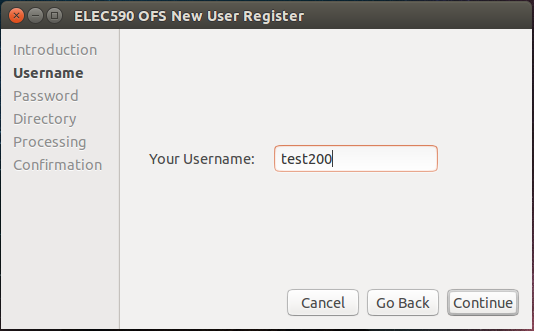 ELEC590 OFS New User Register
Introduction
Username
Password
Directory
Processing
Confirmation
Your Username: test200
Cancel Go Back Continue